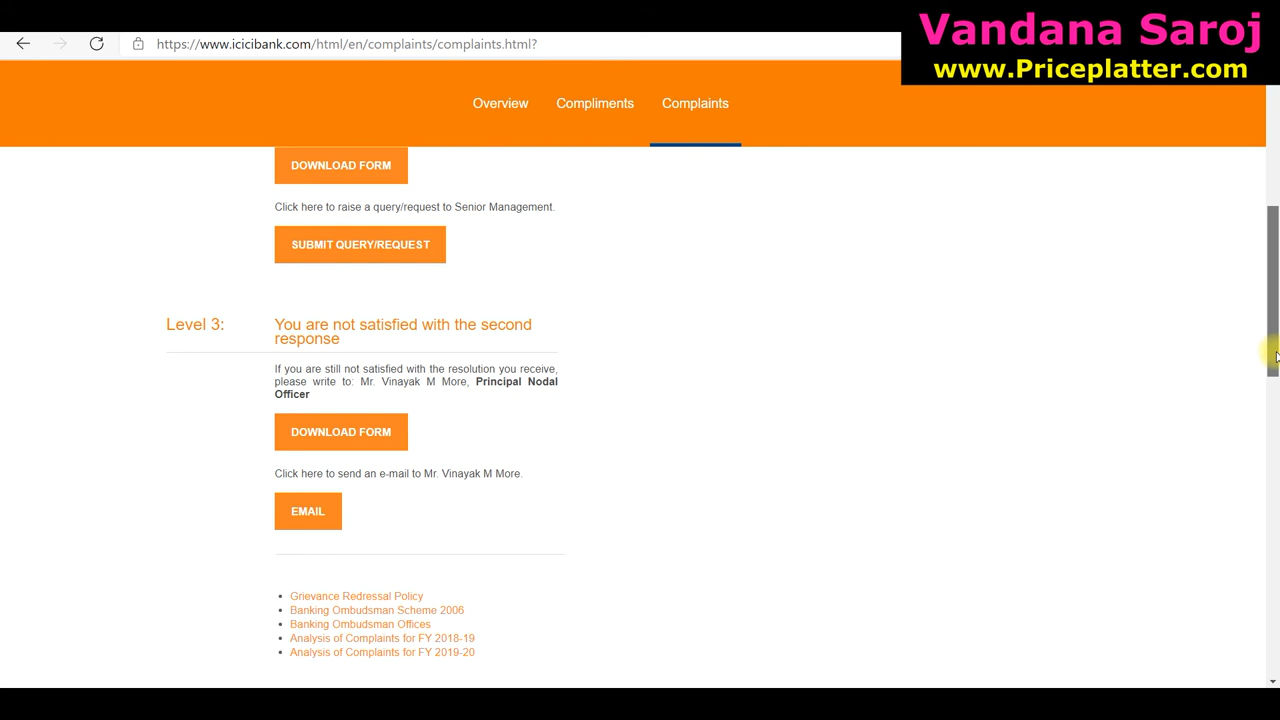 Vandana Saroj
www.Priceplatter.com
https://www.icicibank.com/html/en/complaints/complaints.html?
Overview Compliments Complaints
DOWNLOAD FORM
Click here to raise a query/request to Senior Management.
SUBMIT QUERY/REQUEST
Level 3: You are not satisfied with the second
response
If you are still not satisfied with the resolution you receive,
please write to: Mr. Vinayak M More, Principal Nodal
Officer
DOWNLOAD FORM
Click here to send an e-mail to Mr. Vinayak M More.
EMAIL
Grievance Redressal Policy
Banking Ombudsman Scheme 2006
Banking Ombudsman Offices
Analysis of Complaints for FY 2018-19
Analysis of Complaints for FY 2019-20